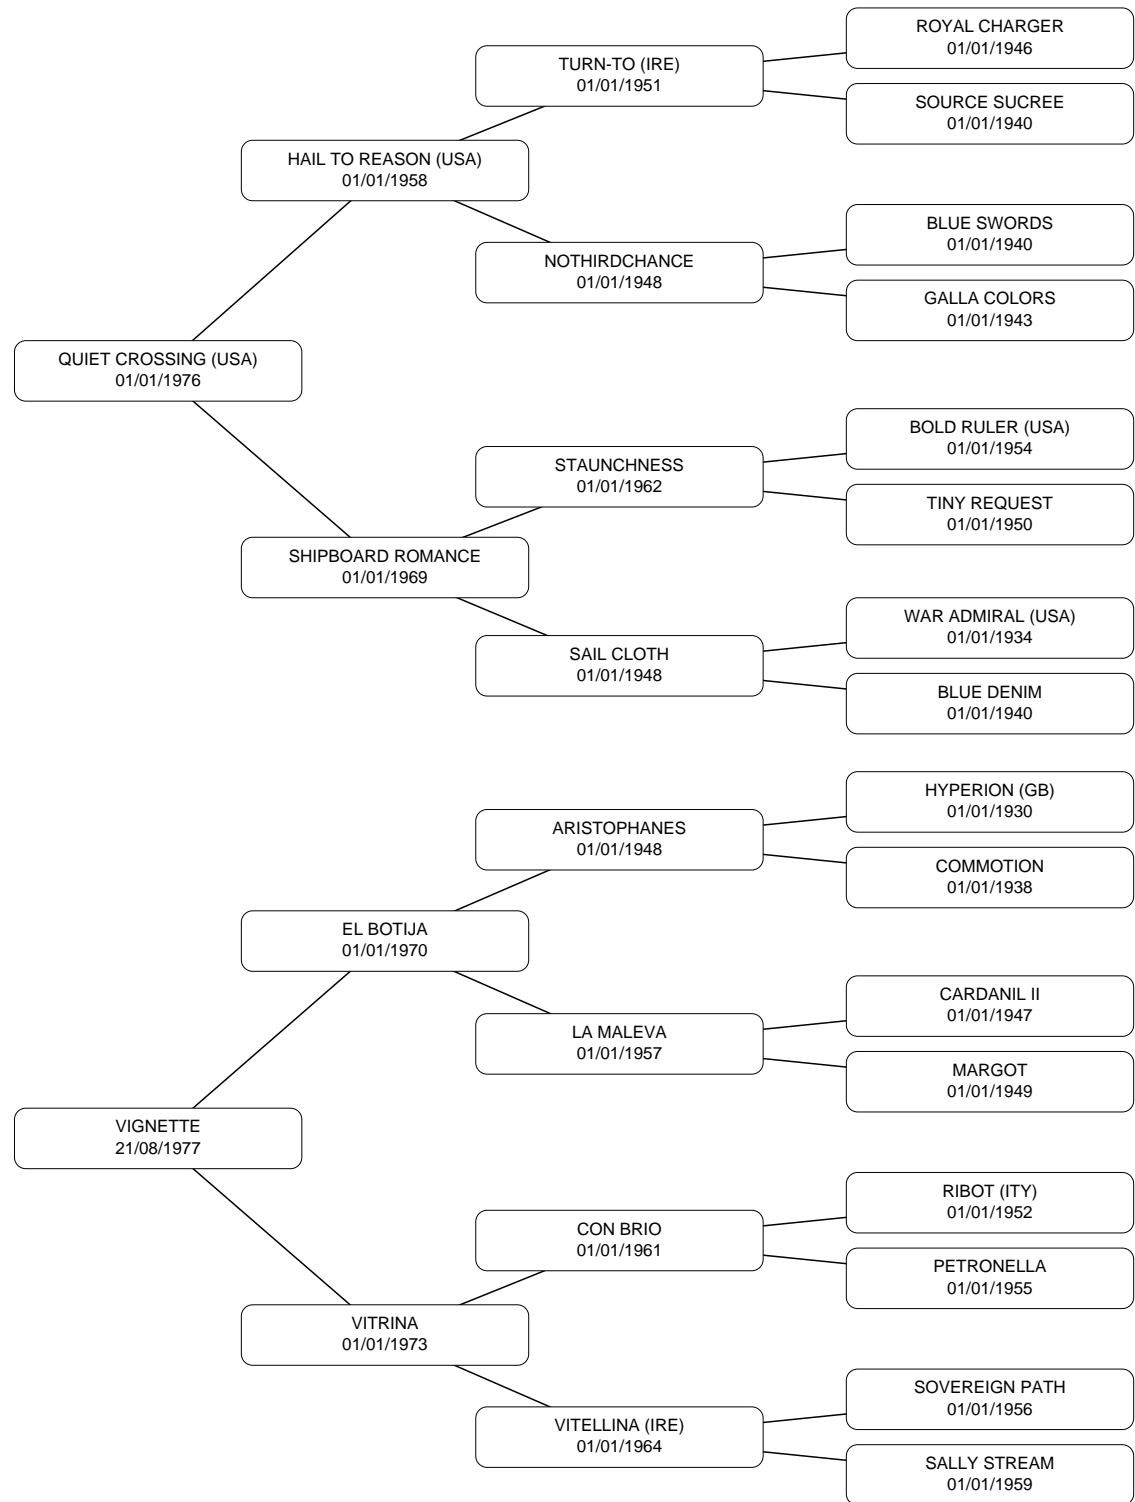 ROYAL CHARGER
01/01/1946
TURN-TO (IRE)
01/01/1951
SOURCE SUCREE
01/01/1940
HAIL TO REASON (USA)
01/01/1958
BLUE SWORDS
01/01/1940
NOTHIRDCHANCE
01/01/1948
GALLA COLORS
01/01/1943
QUIET CROSSING (USA)
01/01/1976
BOLD RULER (USA)
01/01/1954
STAUNCHNESS
01/01/1962
TINY REQUEST
01/01/1950
SHIPBOARD ROMANCE
01/01/1969
WAR ADMIRAL (USA)
01/01/1934
SAIL CLOTH
01/01/1948
BLUE DENIM
01/01/1940
HYPERION (GB)
01/01/1930
ARISTOPHANES
01/01/1948
COMMOTION
01/01/1938
EL BOTIJA
01/01/1970
CARDANIL II
01/01/1947
LA MALEVA
01/01/1957
MARGOT
01/01/1949
VIGNETTE
21/08/1977
RIBOT (ITY)
01/01/1952
CON BRIO
01/01/1961
PETRONELLA
01/01/1955
VITRINA
01/01/1973
SOVEREIGN PATH
01/01/1956
VITELLINA (IRE)
01/01/1964
SALLY STREAM
01/01/1959